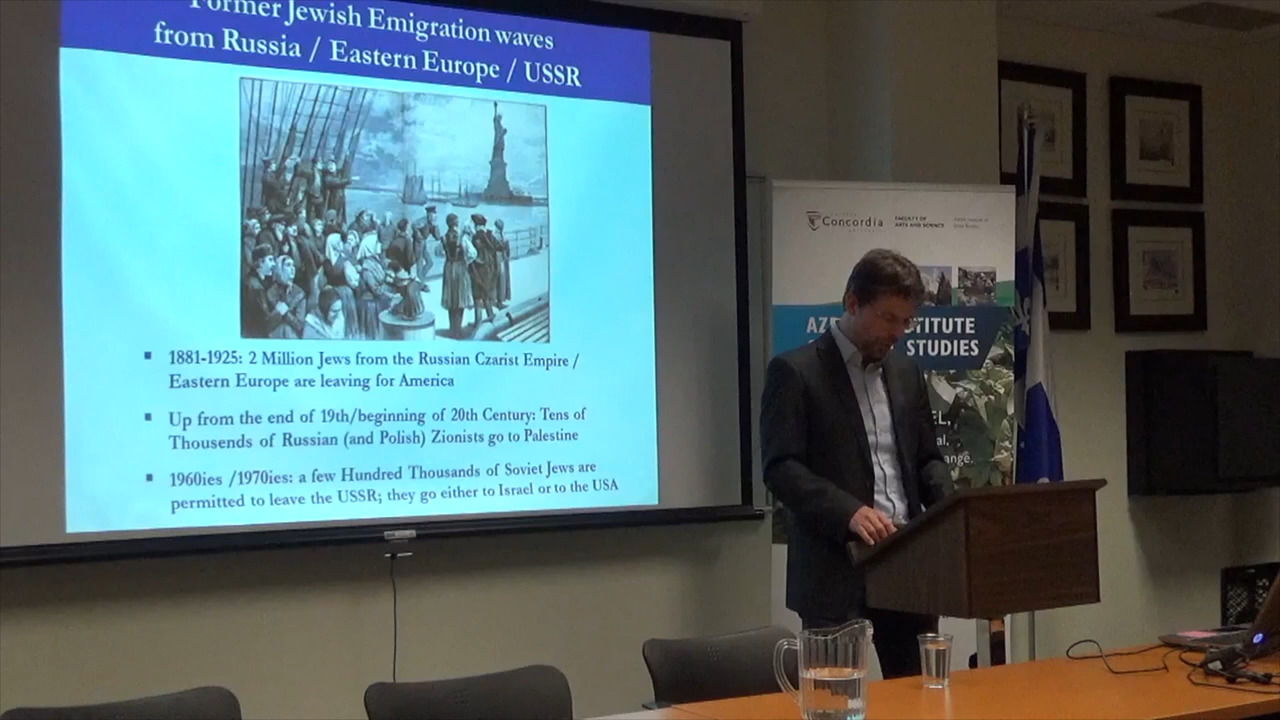 Former Jewish Emigration waves
from Russia / Eastern Europe / USSR
1881-1925: 2 Million Jews from the Russian Czarist Empire /
Eastern Europe are leaving for America
Up from the end of 19th/beginning of 20th Century: Tens of
Thousands of Russian (and Polish) Zionists go to Palestine
1960ies /1970ies: a few Hundred Thousands of Soviet Jews are
permitted to leave the USSR; they go either to Israel or to the USA
Concordia
FACULTY OF
ARTS AND SCIENCE
AZ
TITUTE
STUDIES
EL,
al,
ange.